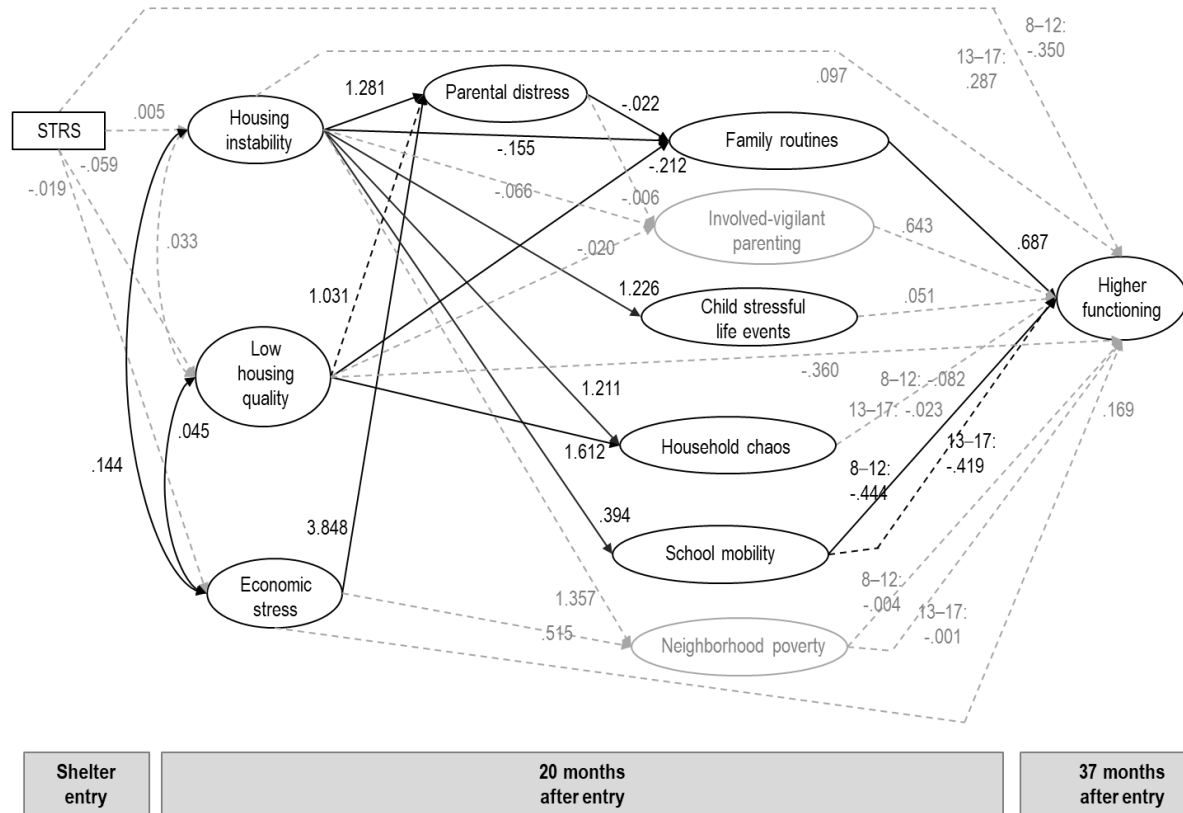 8–12:
-.350
13–17:
.287
.097
1.281
Parental distress
-.022
STRS
.005
Housing
instability
-.155
Family routines
-.212
-.059
-.019
-.066
-.006
Involved-vigilant
parenting
.643
.687
.033
-.020
1.031
1.226
Child stressful
life events
.051
Higher
functioning
Low
housing
quality
-.360
8–12: -.082
13–17: -.023
.169
1.211
.045
1.612
Household chaos
13-17:
-.419
8–12:
-.444
.144
3.848
.394
School mobility
Economic
stress
1.357
.515
8–12:
-.004
13–17:
-.001
Neighborhood poverty
Shelter
entry
20 months
after entry
37 months
after entry